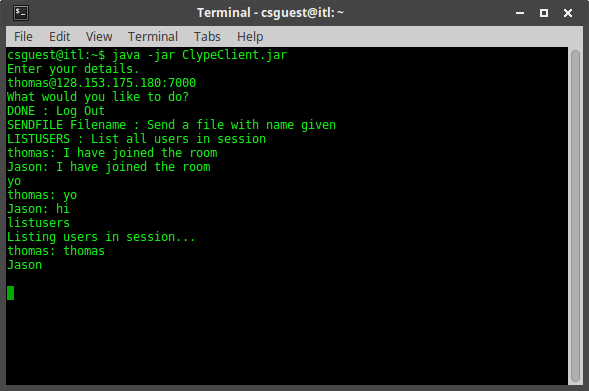 Terminal - csguest@itl: ~
File Edit View Terminal Tabs Help
csguest@itl:~$ java -jar ClypeClient.jar
Enter your details.
thomas@128.153.175.180:7000
What would you like to do?
DONE : Log Out
SENDFILE Filename : Send a file with name given
LISTUSERS : List all users in session
thomas: I have joined the room
Jason: I have joined the room
yo
thomas: yo
Jason: hi
listusers
Listing users in session...
thomas: thomas
Jason